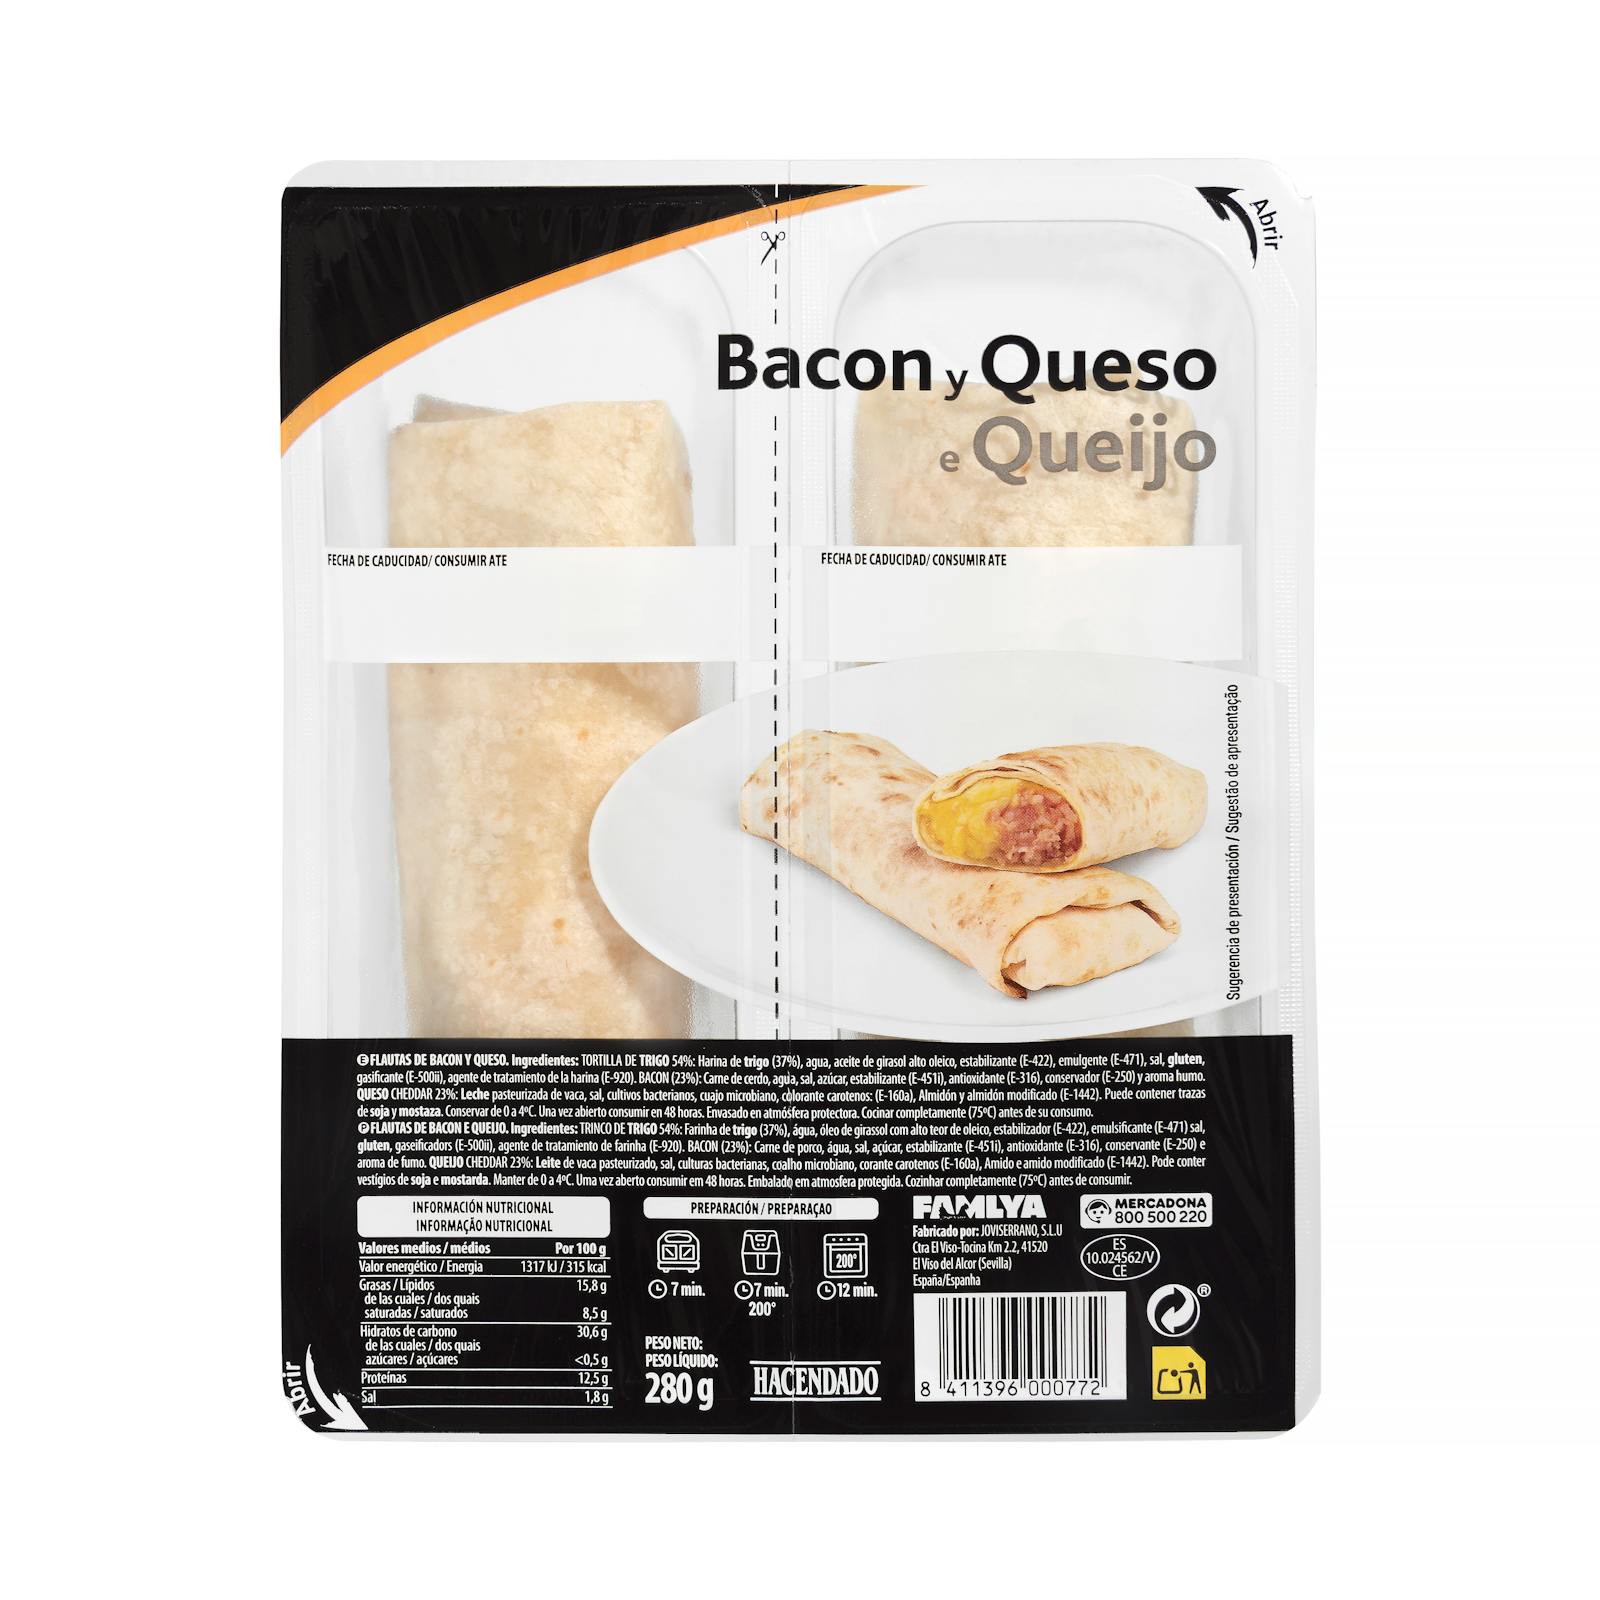 Abrir
Bacon y Queso
e Queijo
FECHA DE CADUCIDAD/ CONSUMIR ATE
FECHA DE CADUCIDAD/ CONSUMIR ATE
Sugerencia de presentación / Sugestão de apresentação
E FLAUTAS DE BACON Y QUESO. Ingredientes: TORTILLA DE TRIGO 54%: Harina de trigo (37%), agua, aceite de girasol alto oleico, estabilizante (E-422), emulgente (E-471), sal, gluten,
gasificante (E-500ii), agente de tratamiento de la harina (E-920). BACON (23%): Carne de cerdo, agua, sal, azúcar, estabilizante (E-451i), antioxidante (E-316), conservador (E-250) y aroma humo.
QUESO CHEDDAR 23%: Leche pasteurizada de vaca, sal, cultivos bacterianos, cuajo microbiano, colorante carotenos: (E-160a), Almidón y almidón modificado (E-1442). Puede contener trazas
de soja y mostaza. Conservar de 0 a 4ºC. Una vez abierto consumir en 48 horas. Envasado en atmósfera protectora. Cocinar completamente (75ºC) antes de su consumo.
P FLAUTAS DE BACON E QUEIJO. Ingredientes: TRINCO DE TRIGO 54%: Farinha de trigo (37%), água, óleo de girassol com alto teor de oleico, estabilizador (E-422), emulsificante (E-471) sal,
gluten, gaseificadors (E-500ii), agente de tratamento de farinha (E-920). BACON (23%): Carne de porco, água, sal, açúcar, estabilizante (E-451i), antioxidante (E-316), conservante (E-250) e
aroma de fumo. QUEIJO CHEDDAR 23%: Leite de vaca pasteurizado, sal, culturas bacterianas, coalho microbiano, corante carotenos (E-160a), Amido e amido modificado (E-1442). Pode conter
vestígios de soja e mostarda. Manter de 0 a 4ºC. Uma vez aberto consumir em 48 horas. Embalado em atmosfera protegida. Cozinhar completamente (75ºC) antes de consumir.
INFORMACIÓN NUTRICIONAL
INFORMAÇÃO NUTRICIONAL
Valores medios / médios Por 100 g
Valor energético / Energia 1317 kJ / 315 kcal
Grasas / Lípidos 15,8 g
de las cuales / dos quais
saturadas / saturados 8,5 g
Hidratos de carbono 30,6 g
de las cuales / dos quais
azúcares / açúcares <0,5 g
Proteínas 12,5 g
Sal 1,8 g
PREPARACIÓN / PREPARAÇAO
200°
7 min. 7 min. 12 min.
200°
PESO NETO:
PESO LÍQUIDO:
280 g
HACENDADO
FAMLYA
Fabricado por: JOVISERRANO, S.L.U
Ctra El Viso-Tocina Km 2.2, 41520
El Viso del Alcor (Sevilla)
España/Espanha
MERCADONA
800 500 220
ES
10.024562/V
CE
®
8 411396 000772
Abrir